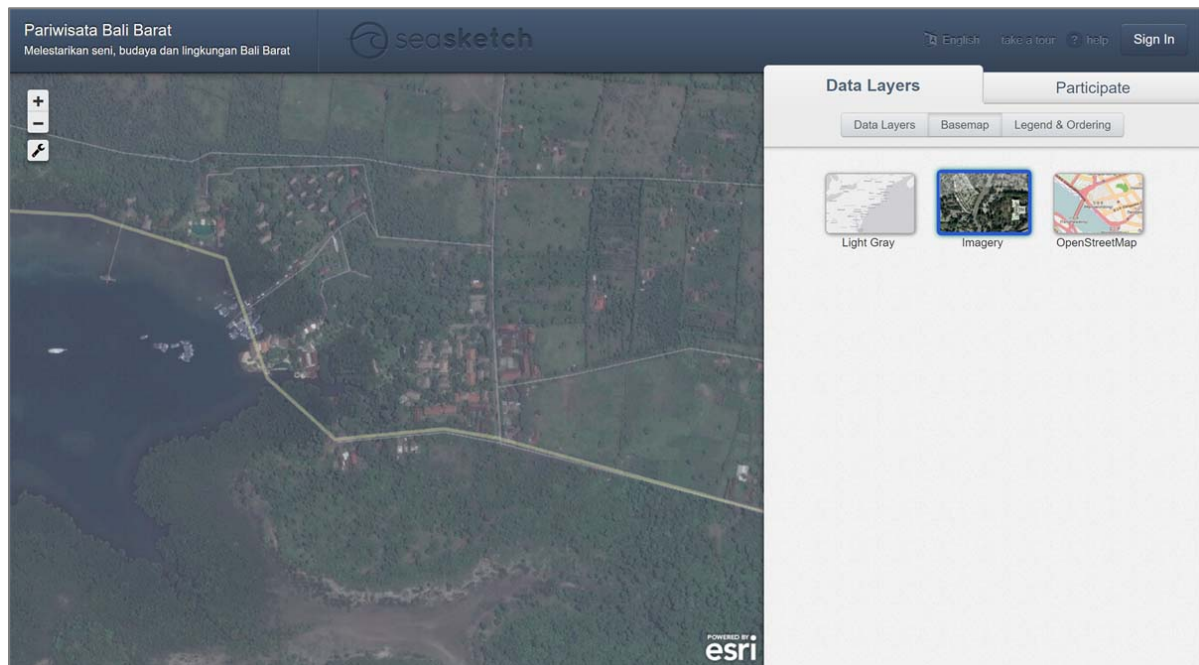 Pariwisata Bali Barat
Melestarikan seni, budaya dan lingkungan Bali Barat
seasketch
English take a tour ? help Sign In
+
−
Data Layers Participate
Data Layers Basemap Legend & Ordering
Light Gray Imagery OpenStreetMap
POWERED BY
esri